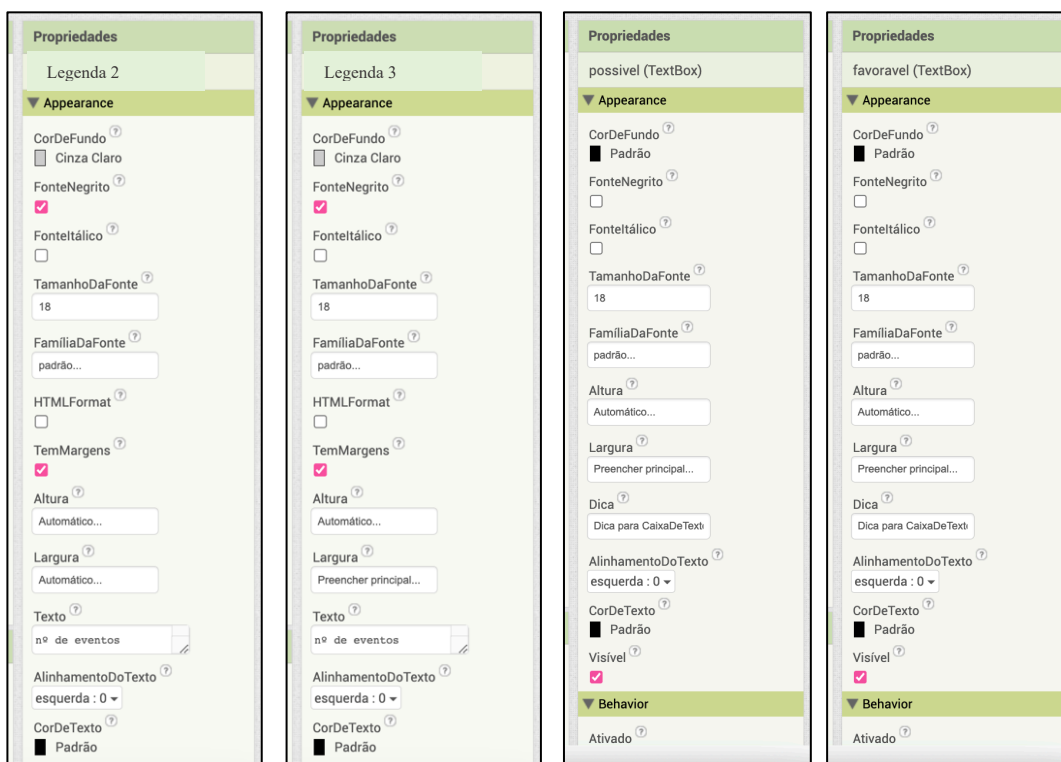 Propriedades
Legenda 2
Appearance
CorDeFundo
Cinza Claro
FonteNegrito
FonteItálico
TamanhoDaFonte
18
FamíliaDaFonte
padrão...
HTMLFormat
TemMargens
Altura
Automático...
Largura
Automático...
Texto
nº de eventos
AlinhamentoDoTexto
esquerda : 0
CorDeTexto
Padrão
Propriedades
Legenda 3
Appearance
CorDeFundo
Cinza Claro
FonteNegrito
FonteItálico
TamanhoDaFonte
18
FamíliaDaFonte
padrão...
HTMLFormat
TemMargens
Altura
Automático...
Largura
Preencher principal...
Texto
nº de eventos
AlinhamentoDoTexto
esquerda : 0
CorDeTexto
Padrão
Propriedades
possivel (TextBox)
Appearance
CorDeFundo
Padrão
FonteNegrito
FonteItálico
TamanhoDaFonte
18
FamíliaDaFonte
padrão...
Altura
Automático...
Largura
Preencher principal...
Dica
Dica para CaixaDeText
AlinhamentoDoTexto
esquerda : 0
CorDeTexto
Padrão
Visível
Behavior
Ativado
Propriedades
favoravel (TextBox)
Appearance
CorDeFundo
Padrão
FonteNegrito
FonteItálico
TamanhoDaFonte
18
FamíliaDaFonte
padrão...
Altura
Automático...
Largura
Preencher principal...
Dica
Dica para CaixaDeText
AlinhamentoDoTexto
esquerda : 0
CorDeTexto
Padrão
Visível
Behavior
Ativado